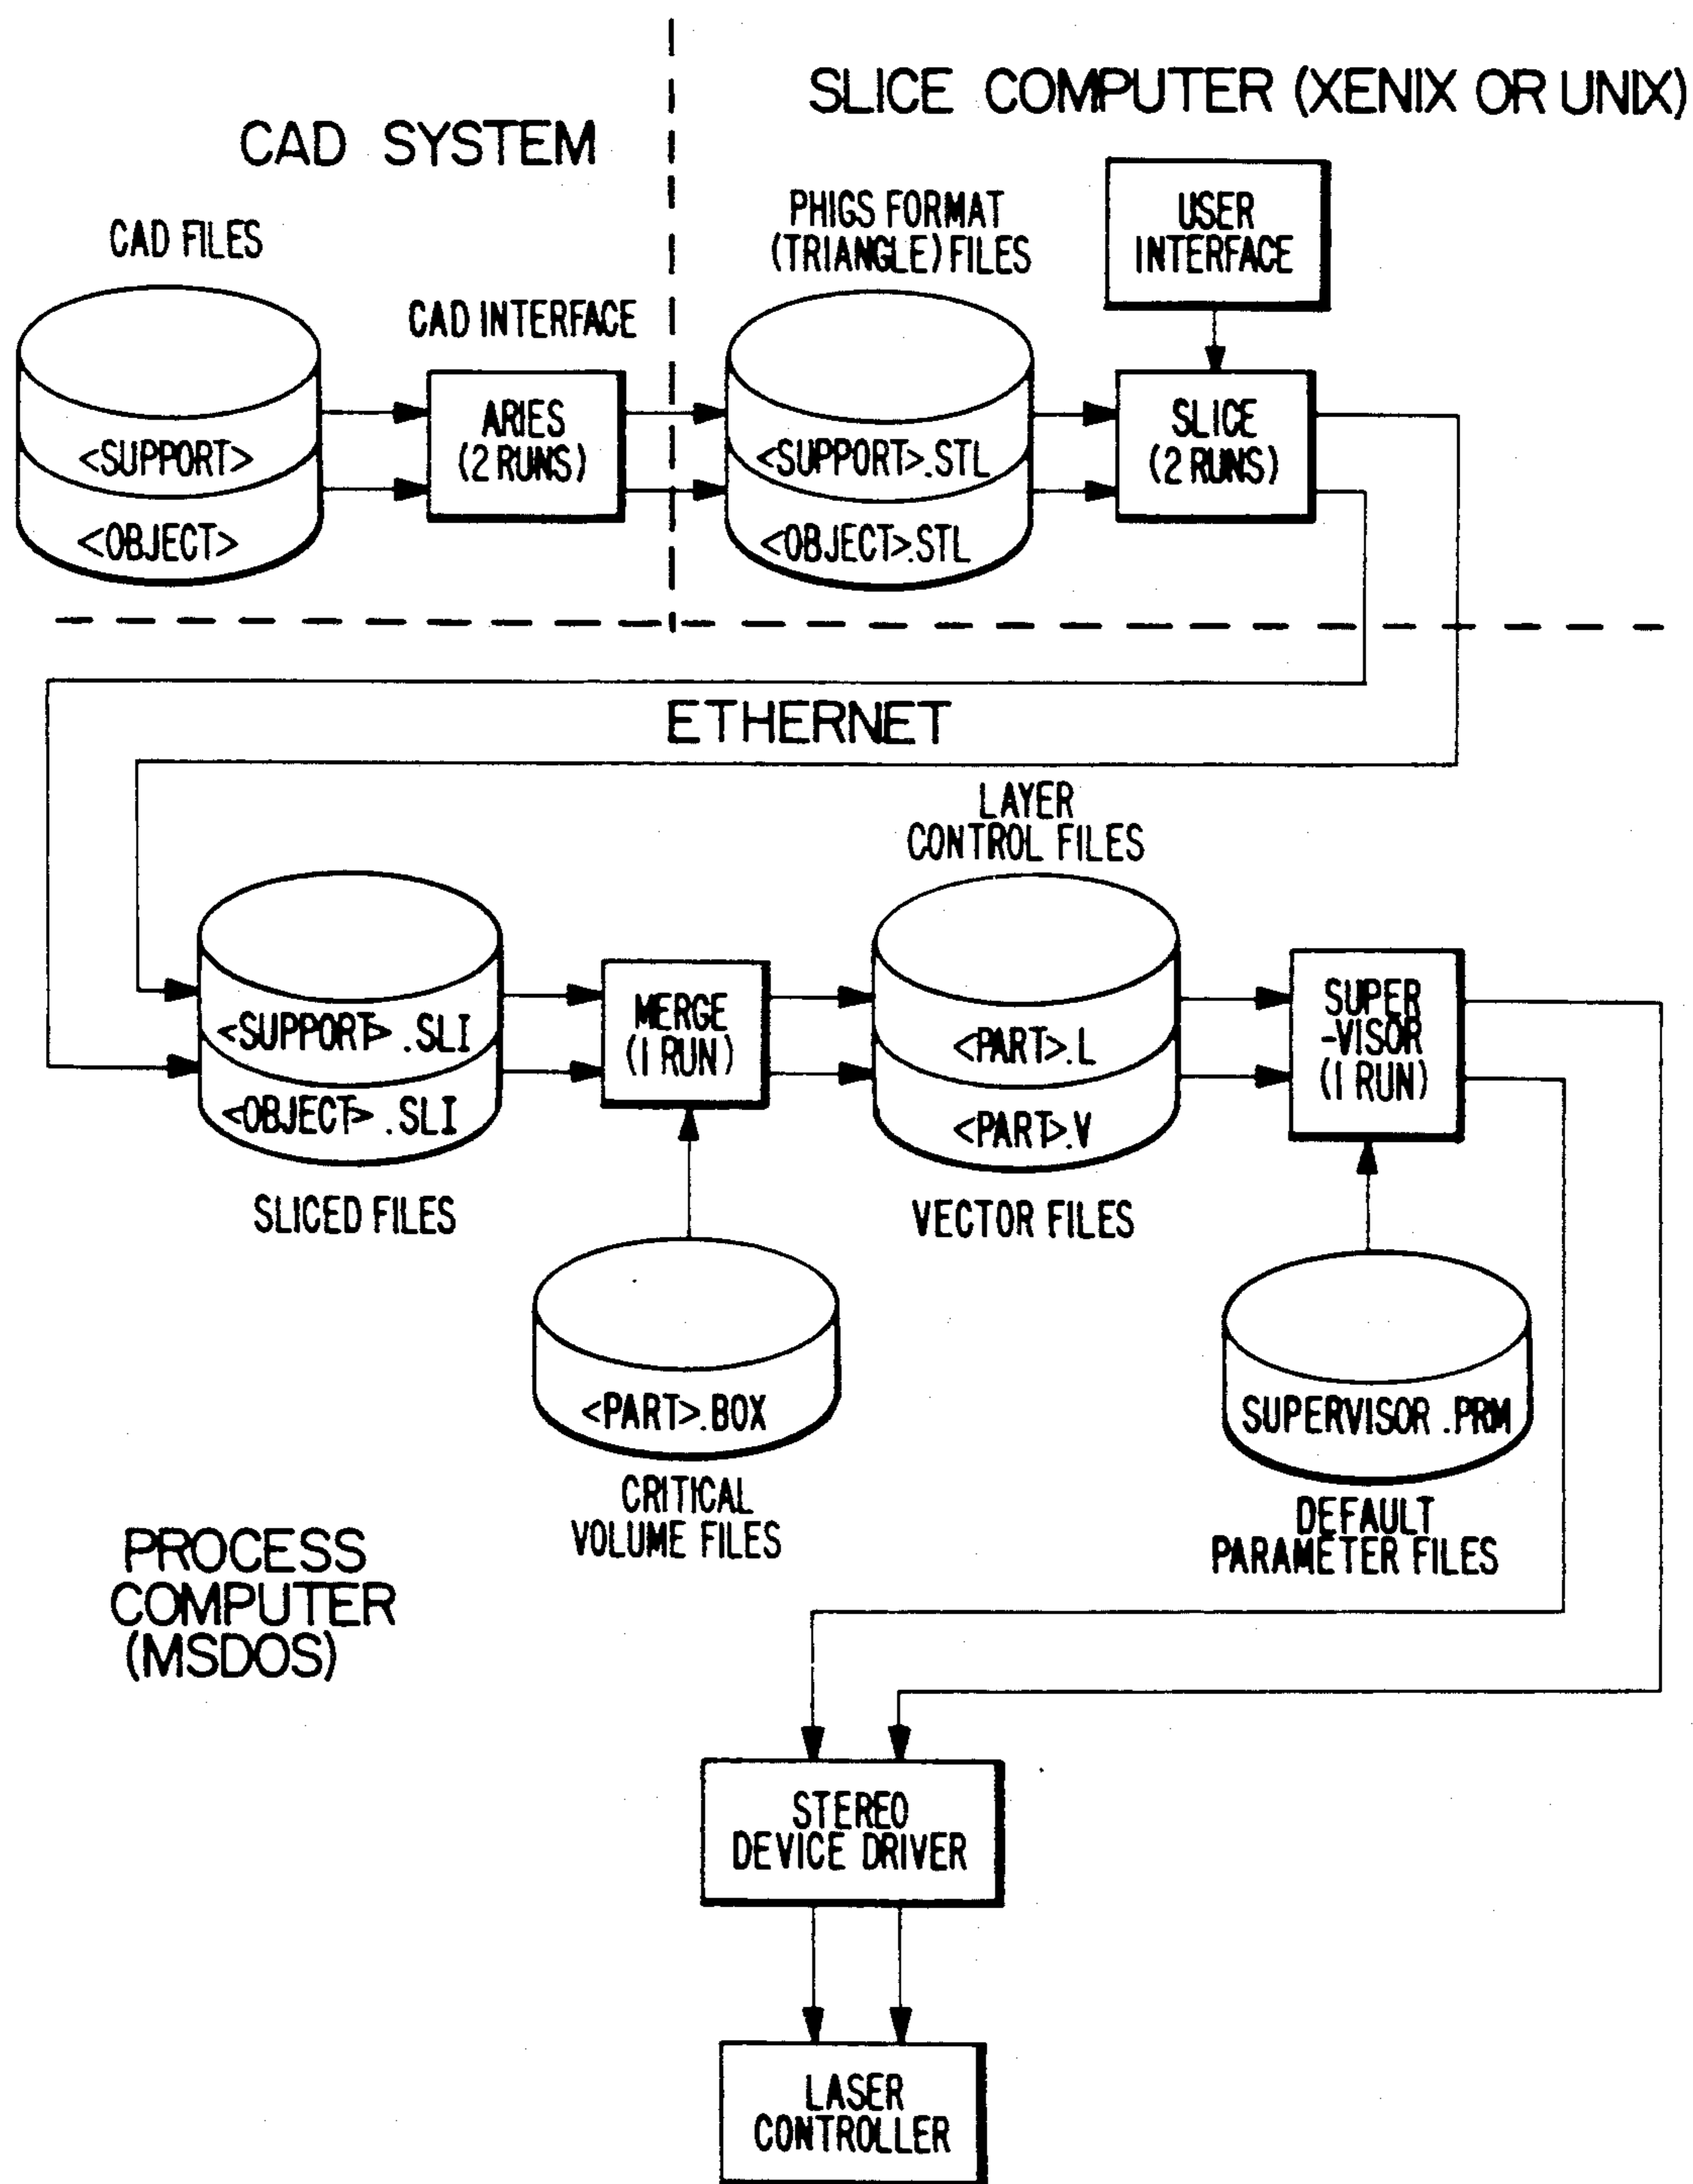 SLICE COMPUTER (XENIX OR UNIX)
CAD SYSTEM
CAD FILES
CAD INTERFACE
PHIGS FORMAT
(TRIANGLE) FILES
USER
INTERFACE
<SUPPORT>
<OBJECT>
ARIES
(2 RUNS)
<SUPPORT>.STL
<OBJECT>.STL
SLICE
(2 RUNS)
ETHERNET
LAYER
CONTROL FILES
<SUPPORT> .SLI
<OBJECT> .SLI
MERGE
(1 RUN)
<PART>.L
<PART>.V
SUPER
-VISOR
(1 RUN)
SLICED FILES
VECTOR FILES
<PART>.BOX
SUPERVISOR .PRM
CRITICAL
VOLUME FILES
DEFAULT
PARAMETER FILES
PROCESS
COMPUTER
(MSDOS)
STEREO
DEVICE DRIVER
LASER
CONTROLLER